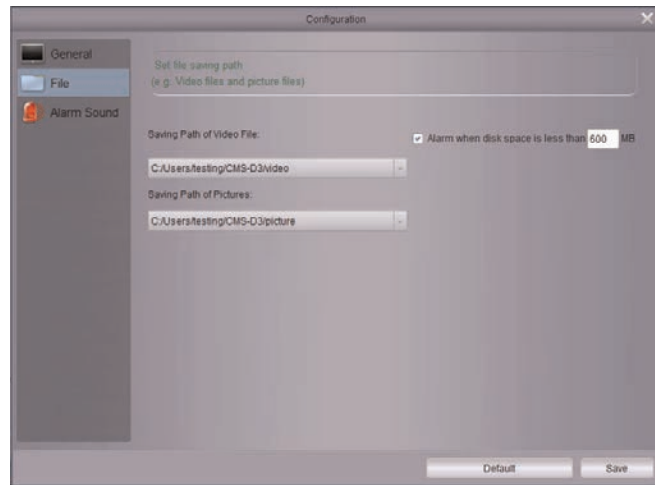 Configuration
General
File
Alarm Sound
Set file saving path
(e.g. Video files and picture files)
Saving Path of Video File:
Alarm when disk space is less than 600 MB
C:/Users/testing/CMS-D3/video
Saving Path of Pictures:
C:/Users/testing/CMS-D3/picture
Default
Save